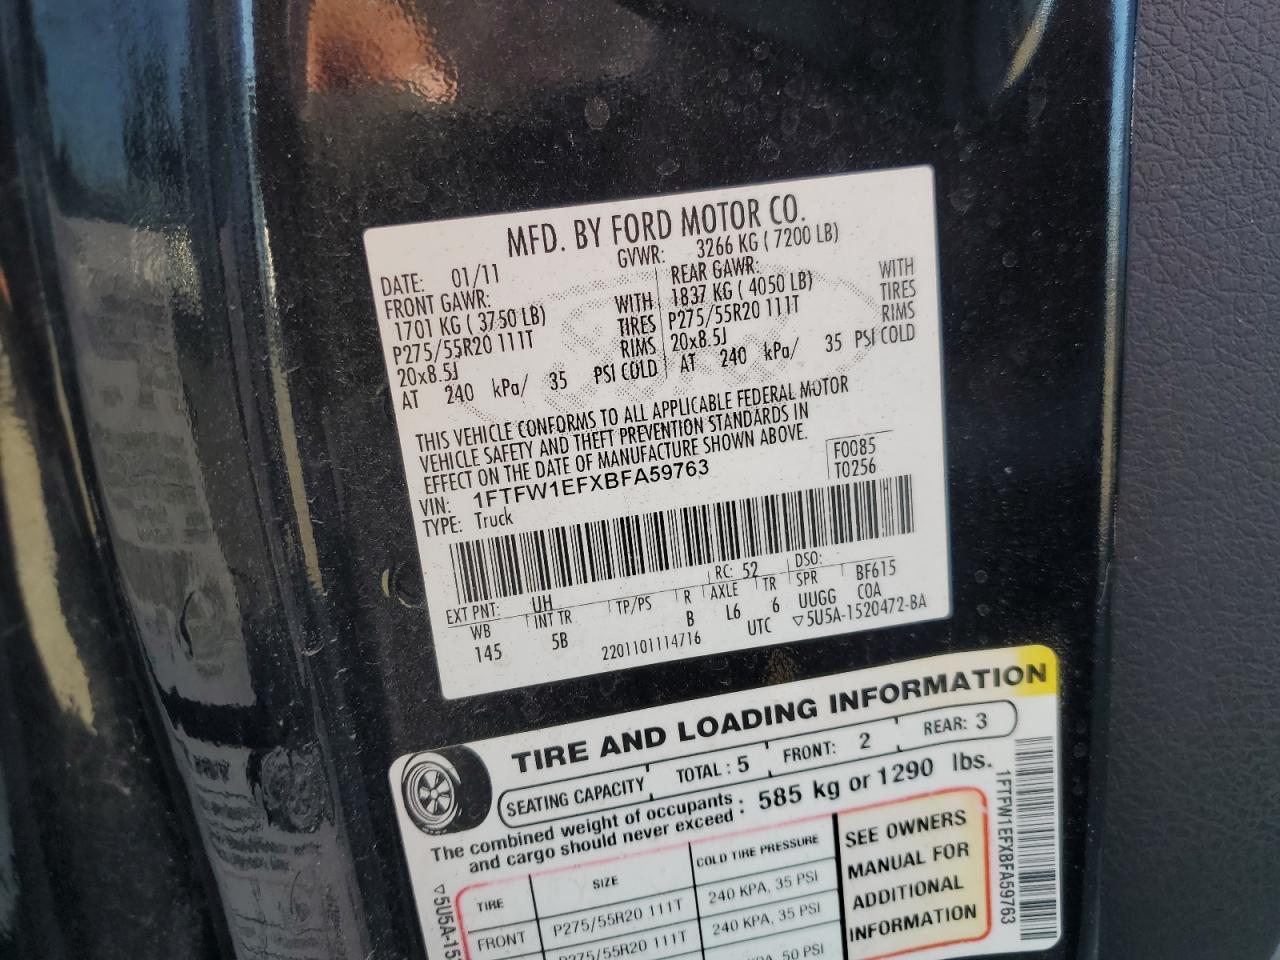 MFD. BY FORD MOTOR CO.
DATE: 01/11 GVWR: 3266 KG ( 7200 LB)
FRONT GAWR: REAR GAWR:
1701 KG ( 3750 LB) WITH 1837 KG ( 4050 LB) WITH
P275/55R20 111T TIRES P275/55R20 111T TIRES
20x8.5J RIMS 20x8.5J RIMS
AT 240 kPa/ 35 PSI COLD AT 240 kPa/ 35 PSI COLD
THIS VEHICLE CONFORMS TO ALL APPLICABLE FEDERAL MOTOR
VEHICLE SAFETY AND THEFT PREVENTION STANDARDS IN
EFFECT ON THE DATE OF MANUFACTURE SHOWN ABOVE.
F0085
T0256
VIN: 1FTFW1EFXBFA59763
TYPE: Truck
EXT PNT: UH RC: 52 DSO: BF615
WB INT TR TP/PS R AXLE TR SPR COA
145 5B B L6 6 UUGG
2201101114716 UTC ▽5U5A-1520472-BA
TIRE AND LOADING INFORMATION
SEATING CAPACITY TOTAL : 5 FRONT: 2 REAR: 3
The combined weight of occupants
and cargo should never exceed : 585 kg or 1290 lbs.
TIRE SIZE COLD TIRE PRESSURE
FRONT P275/55R20 111T 240 KPA, 35 PSI
P275/55R20 111T 240 KPA, 35 PSI
KPA, 50 PSI
SEE OWNERS
MANUAL FOR
ADDITIONAL
INFORMATION
1FTFW1EFXBFA59763
▽5U5A-15